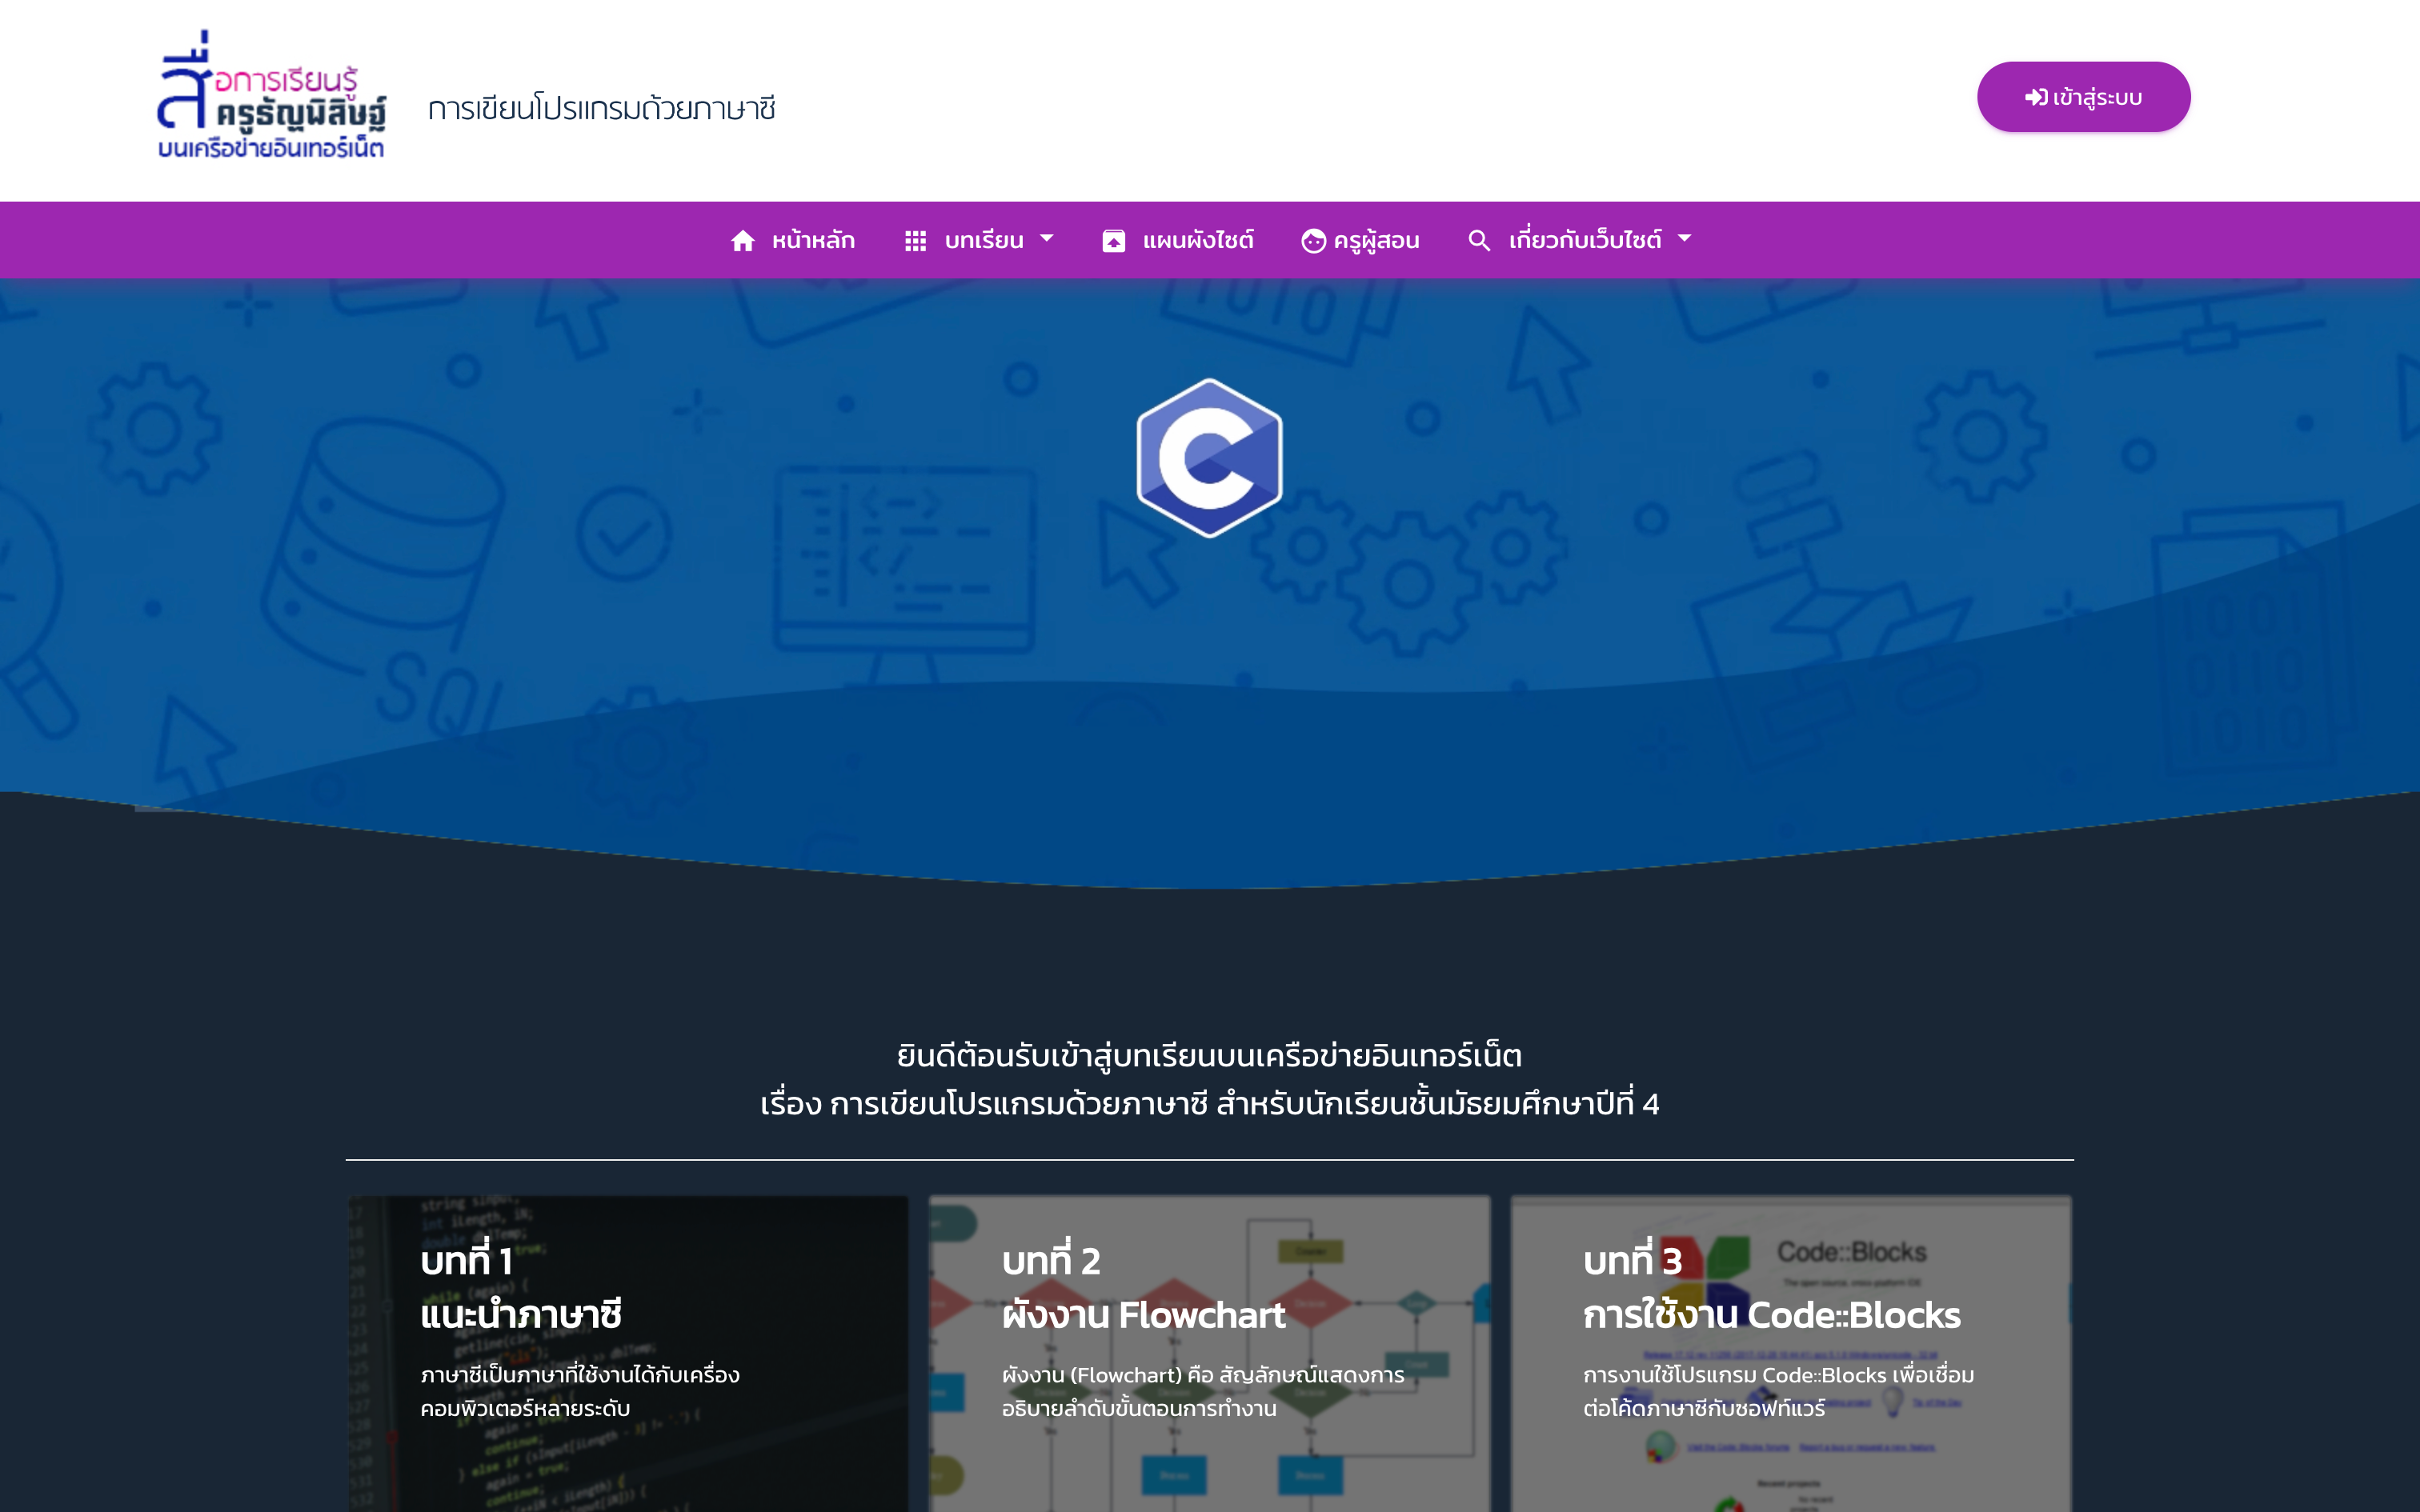 สื่อการเรียนรู้
ครูธัญพิสิษฐ์
บนเครือข่ายอินเทอร์เน็ต
การเขียนโปรแกรมด้วยภาษาซี
เข้าสู่ระบบ
หน้าหลัก
บทเรียน
แผนผังไซต์
ครูผู้สอน
เกี่ยวกับเว็บไซต์
C
SQL
ยินดีต้อนรับเข้าสู่บทเรียนบนเครือข่ายอินเทอร์เน็ต
เรื่อง การเขียนโปรแกรมด้วยภาษาซี สำหรับนักเรียนชั้นมัธยมศึกษาปีที่ 4
บทที่ 1
แนะนำภาษาซี
ภาษาซีเป็นภาษาที่ใช้งานได้กับเครื่อง
คอมพิวเตอร์หลายระดับ
บทที่ 2
ผังงาน Flowchart
ผังงาน (Flowchart) คือ สัญลักษณ์แสดงการ
อธิบายลำดับขั้นตอนการทำงาน
Code::Blocks
The open source, cross-platform IDE
บทที่ 3
การใช้งาน Code::Blocks
การงานใช้โปรแกรม Code::Blocks เพื่อเชื่อม
ต่อโค้ดภาษาซีกับซอฟท์แวร์
Recent projects